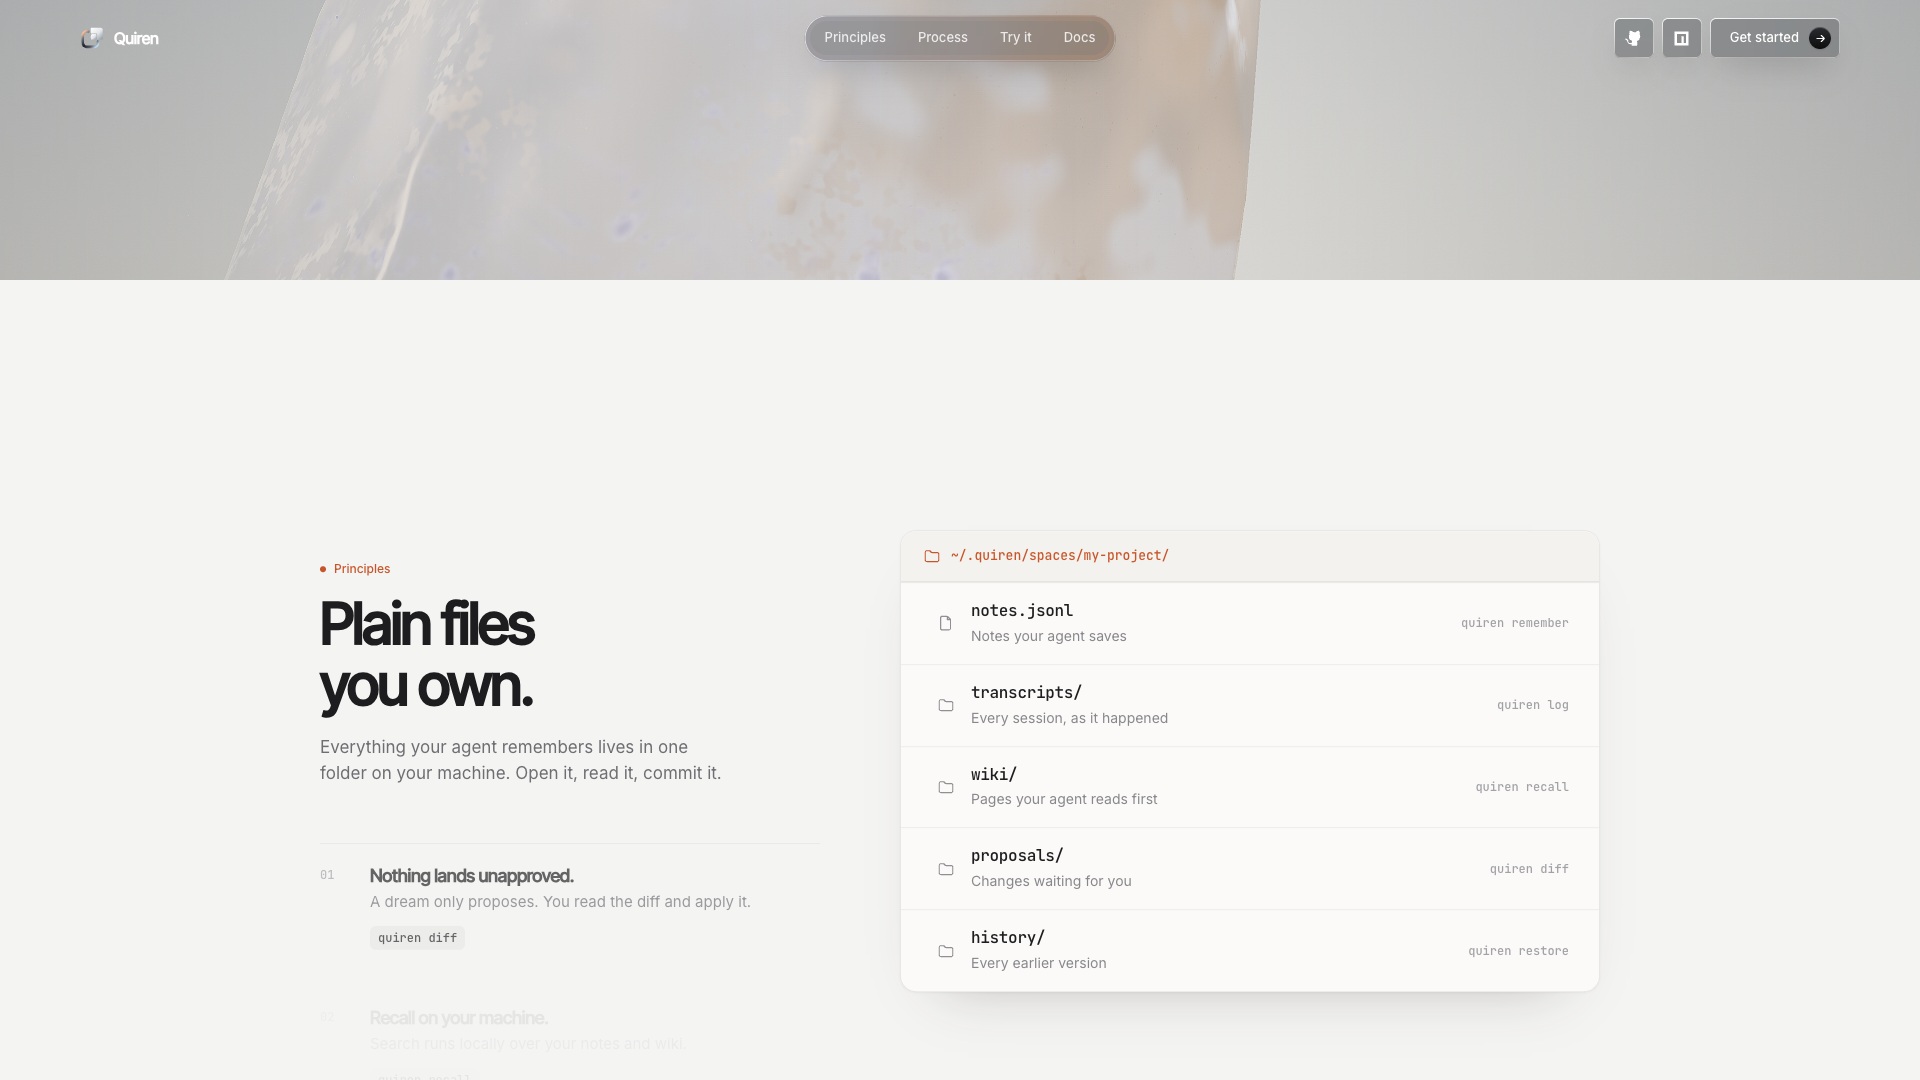 Quiren
Principles
Process
Try it
Docs
Get started
Principles
Plain files
you own.
Everything your agent remembers lives in one
folder on your machine. Open it, read it, commit it.
01
Nothing lands unapproved.
A dream only proposes. You read the diff and apply it.
quiren diff
02
Recall on your machine.
Search runs locally over your notes and wiki.
quiren recall
~/.quiren/spaces/my-project/
notes.jsonl
Notes your agent saves
quiren remember
transcripts/
Every session, as it happened
quiren log
wiki/
Pages your agent reads first
quiren recall
proposals/
Changes waiting for you
quiren diff
history/
Every earlier version
quiren restore